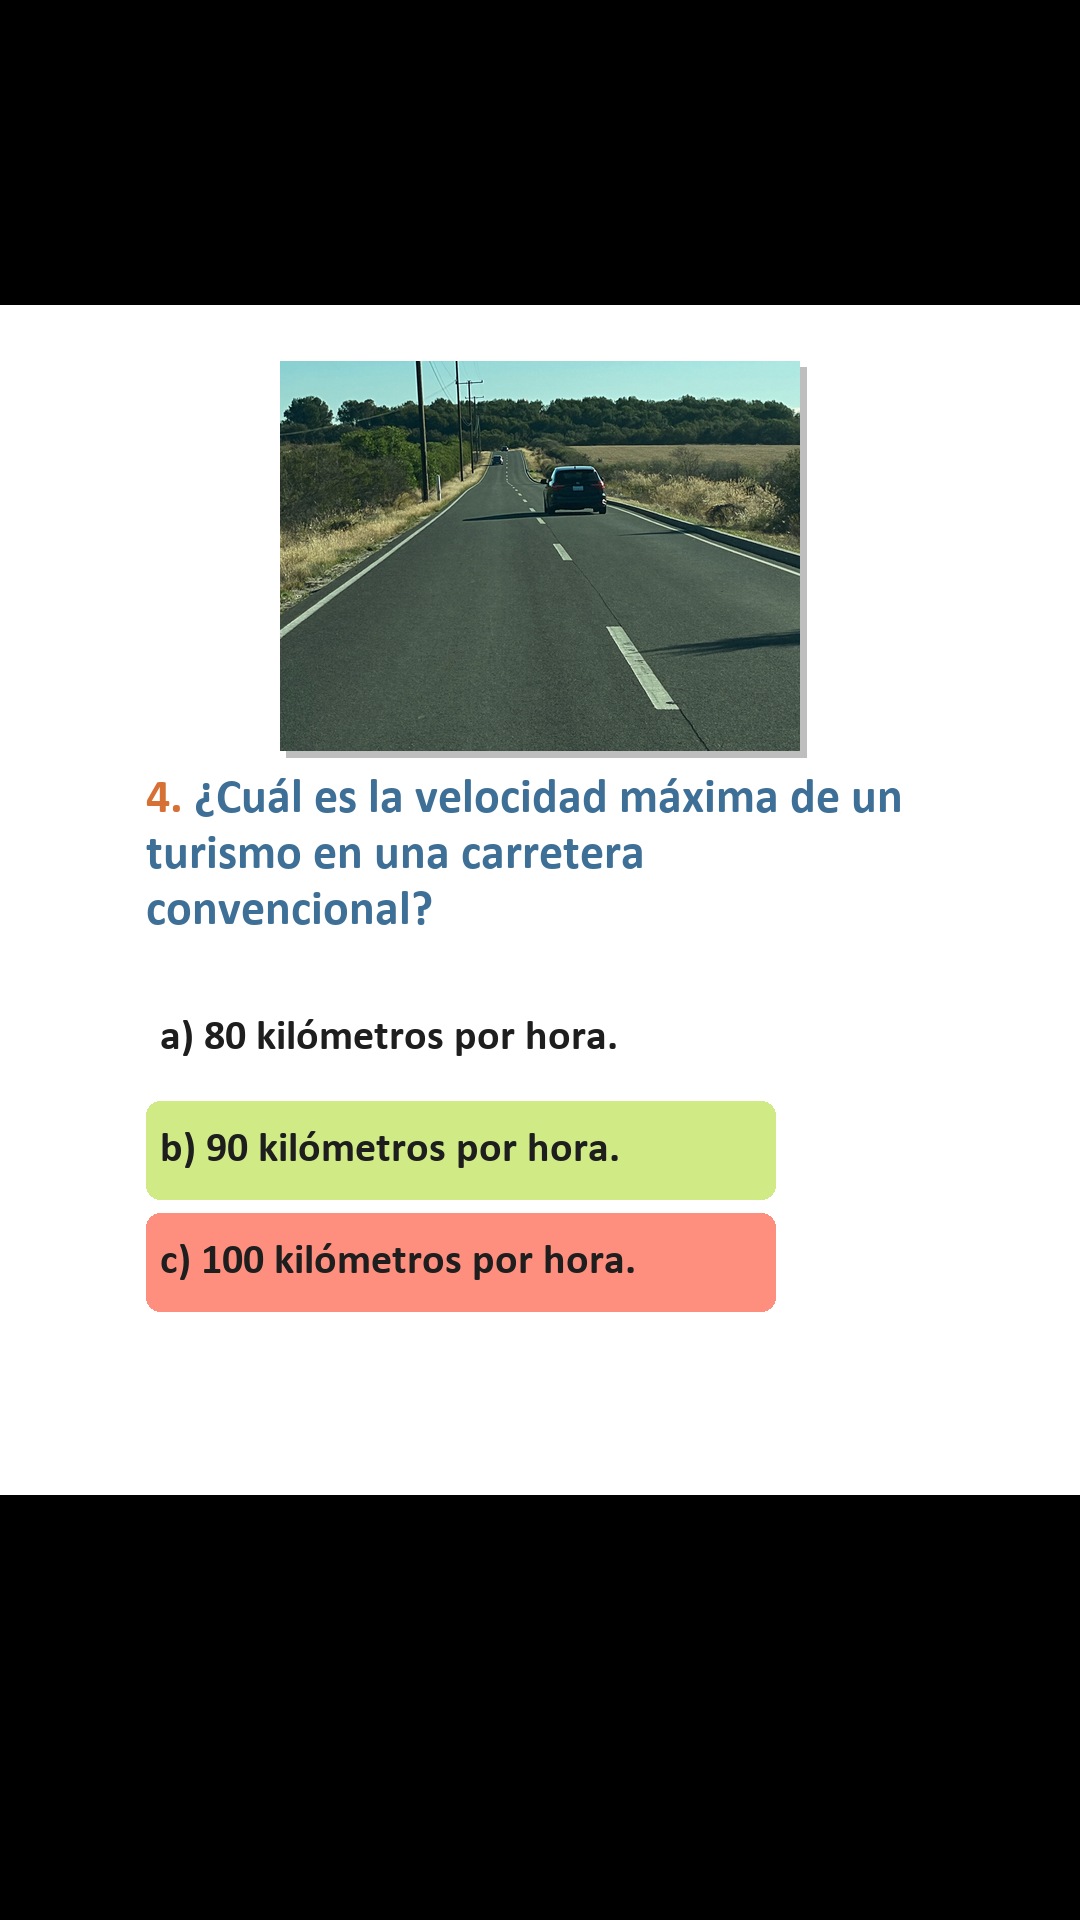 4. ¿Cuál es la velocidad máxima de un
turismo en una carretera
convencional?
a) 80 kilómetros por hora.
b) 90 kilómetros por hora.
c) 100 kilómetros por hora.